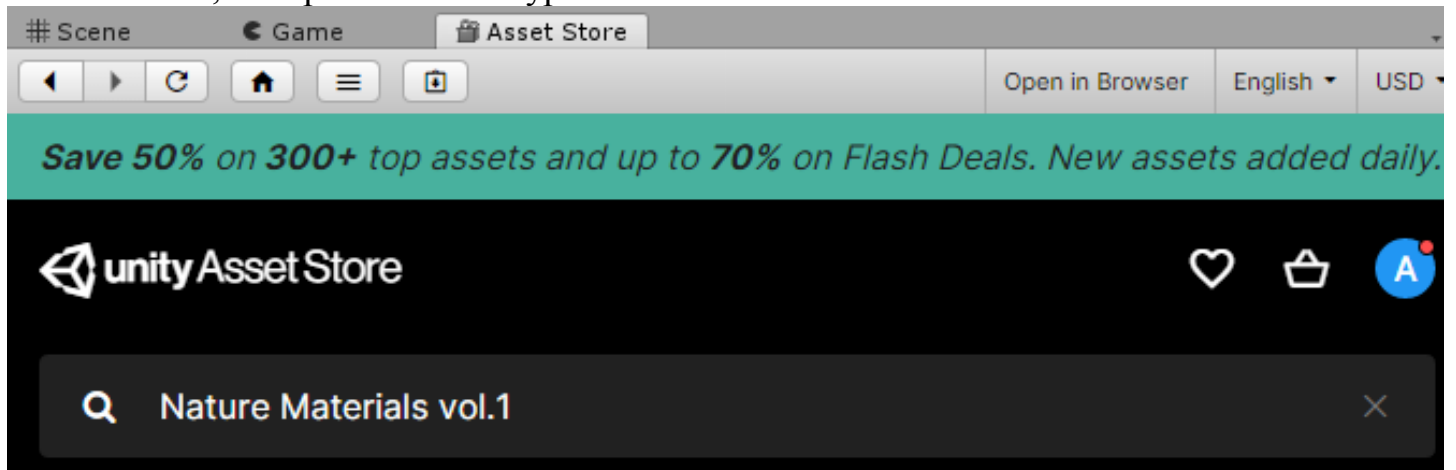 Scene Game Asset Store
Open in Browser English USD
Save 50% on 300+ top assets and up to 70% on Flash Deals. New assets added daily.
unity Asset Store
A
Nature Materials vol.1